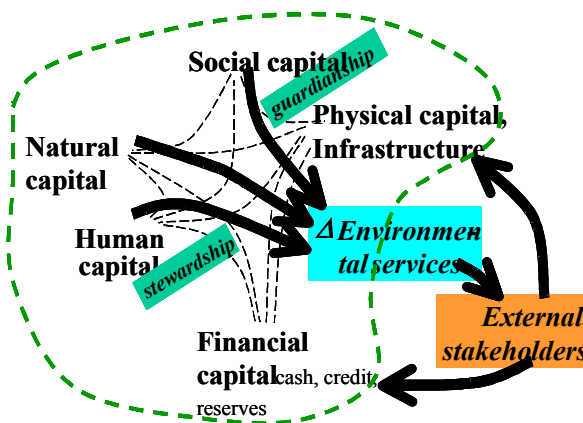 Social capital
guardianship
Physical capital,
Infrastructure
Natural
capital
Human
capital
stewardship
Δ Environmen-
tal services
External
stakeholders
Financial
capital cash, credit,
reserves